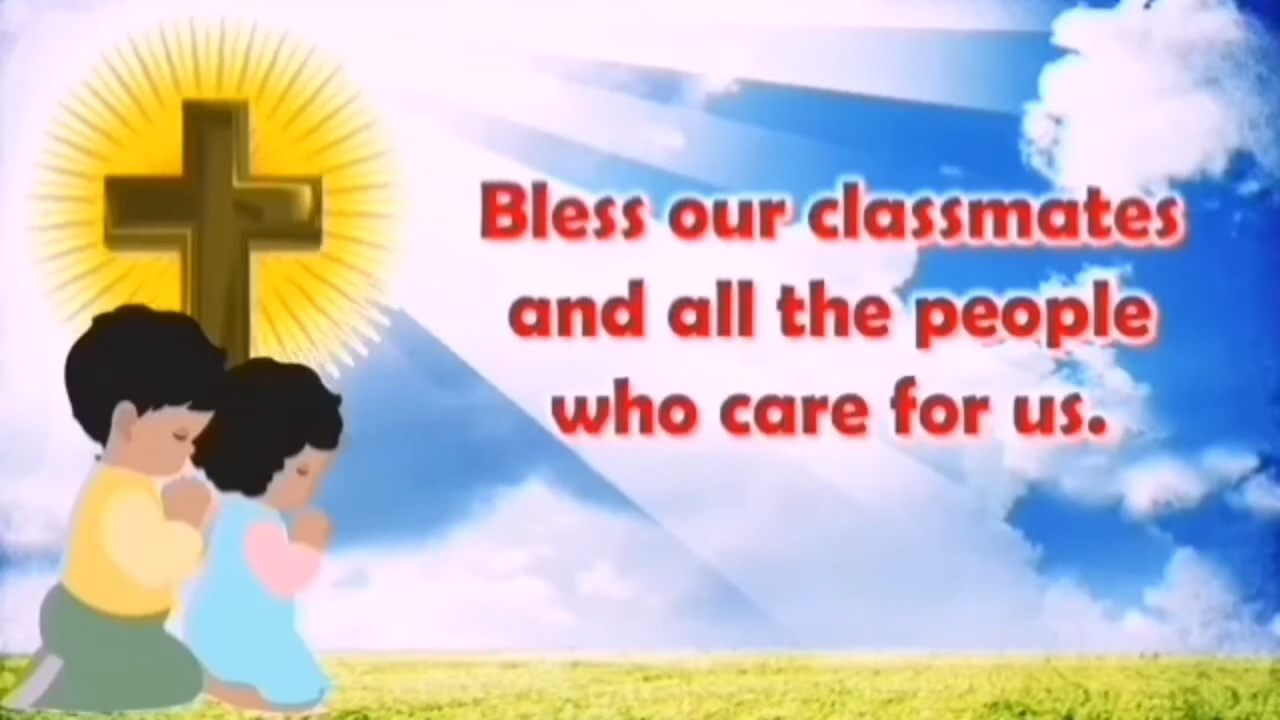 Bless our classmates
and all the people
who care for us.